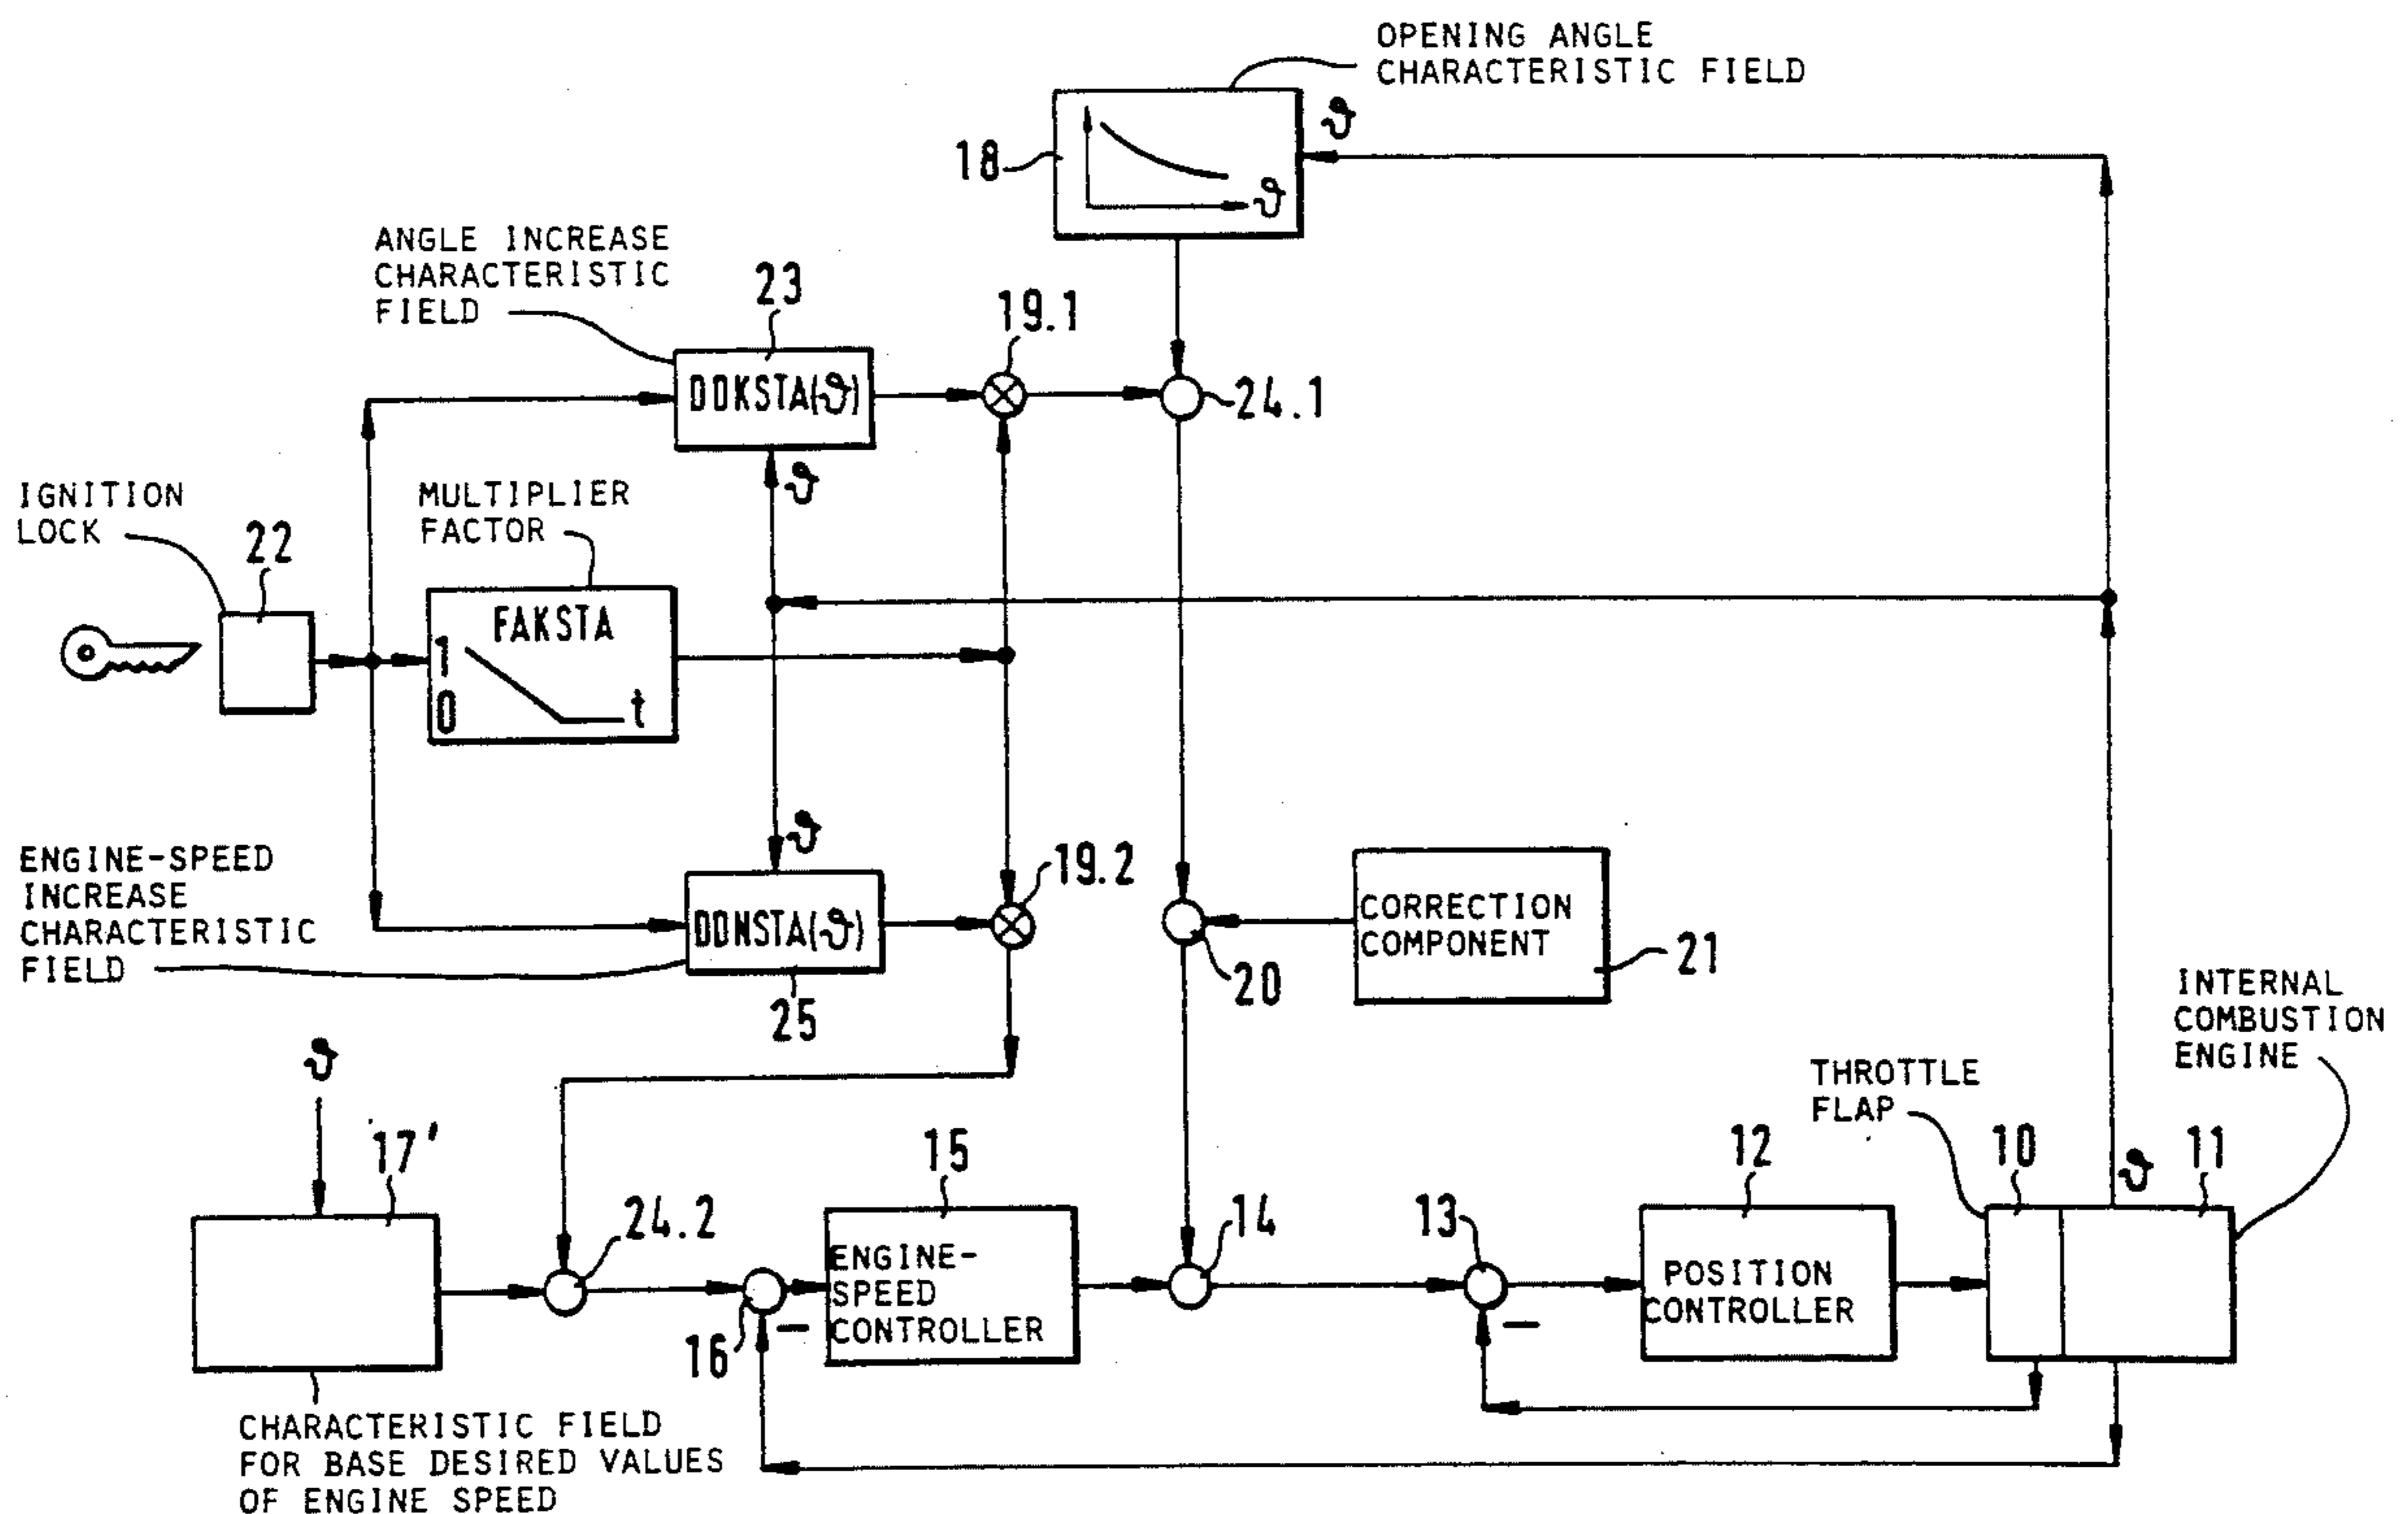 OPENING ANGLE
CHARACTERISTIC FIELD
ϑ
18
ϑ
ANGLE INCREASE
CHARACTERISTIC
FIELD
23
19.1
DDKSTA(ϑ)
24.1
ϑ
IGNITION
LOCK
22
MULTIPLIER
FACTOR
FAKSTA
1
0
t
ϑ
ENGINE-SPEED
INCREASE
CHARACTERISTIC
FIELD
19.2
DDNSTA(ϑ)
25
CORRECTION
COMPONENT
20
21
INTERNAL
COMBUSTION
ENGINE
THROTTLE
FLAP
ϑ
17'
24.2
15
14
13
12
10
ϑ
11
ENGINE-
SPEED
CONTROLLER
16
−
−
POSITION
CONTROLLER
CHARACTERISTIC FIELD
FOR BASE DESIRED VALUES
OF ENGINE SPEED